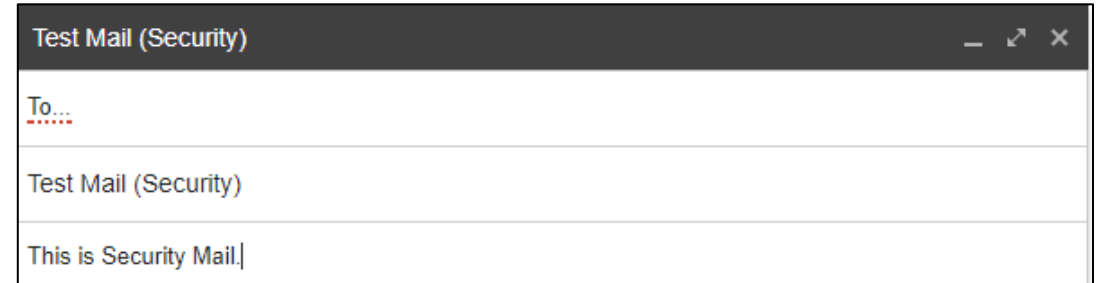 Test Mail (Security)
To...
Test Mail (Security)
This is Security Mail.